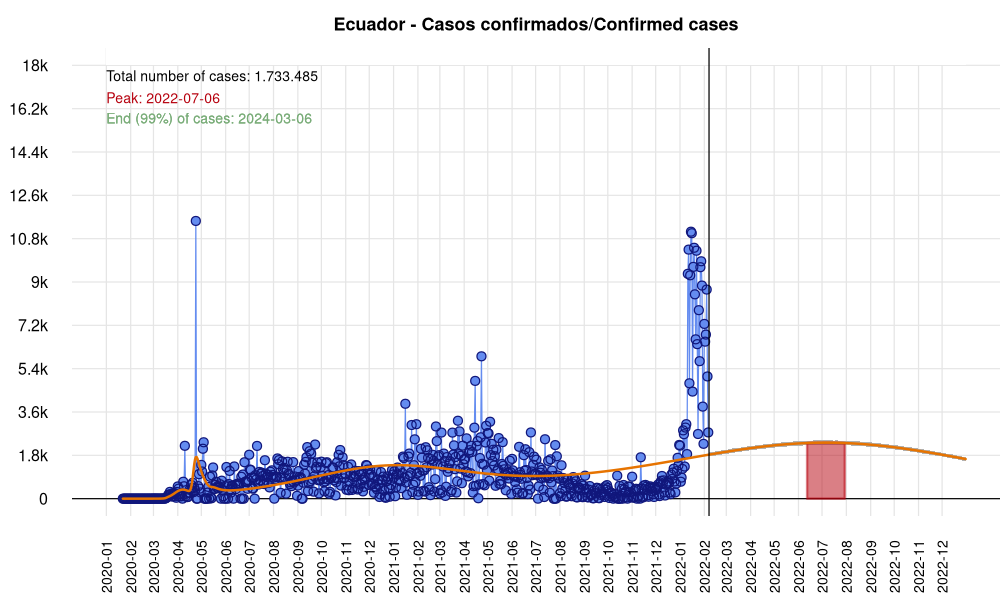 Ecuador - Casos confirmados/Confirmed cases
18k
Total number of cases: 1.733.485
Peak: 2022-07-06
16.2k
End (99%) of cases: 2024-03-06
14.4k
12.6k
10.8k
9k
7.2k
5.4k
3.6k
1.8k
0
2020-01
2020-02
2020-03
2020-04
2020-05
2020-06
2020-07
2020-08
2020-09
2020-10
2020-11
2020-12
2021-01
2021-02
2021-03
2021-04
2021-05
2021-06
2021-07
2021-08
2021-09
2021-10
2021-11
2021-12
2022-01
2022-02
2022-03
2022-04
2022-05
2022-06
2022-07
2022-08
2022-09
2022-10
2022-11
2022-12